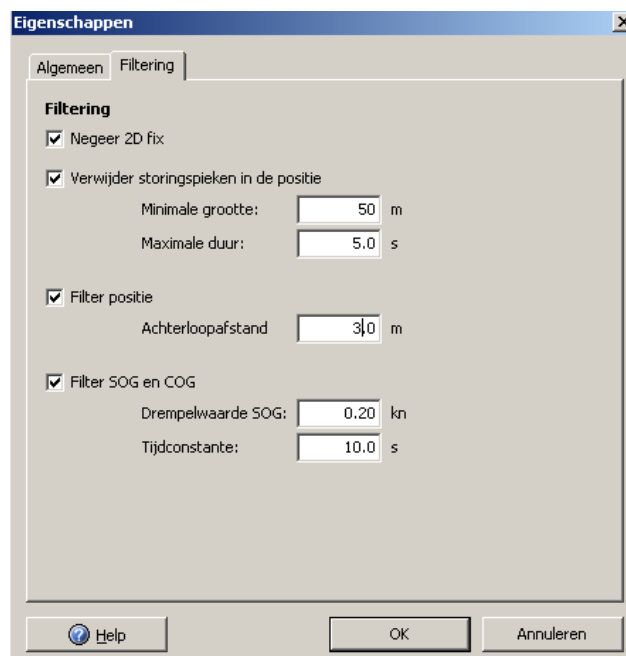 Eigenschappen
Algemeen Filtering
Filtering
Negeer 2D fix
Verwijder storingspieken in de positie
Minimale grootte: 50 m
Maximale duur: 5.0 s
Filter positie
Achterloopafstand 3.0 m
Filter SOG en COG
Drempelwaarde SOG: 0.20 kn
Tijdconstante: 10.0 s
Help OK Annuleren